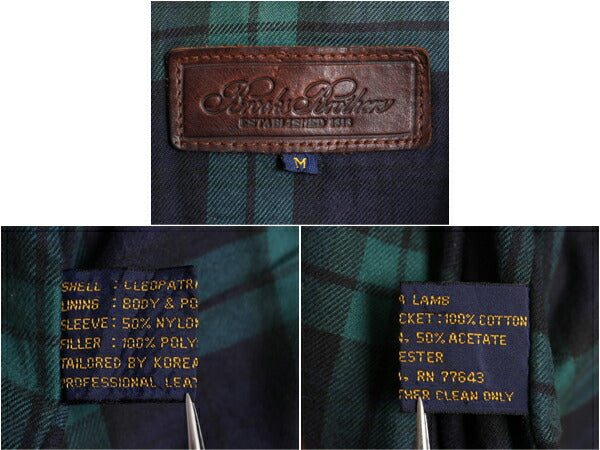 Brooks Brothers
ESTABLISHED 1818
M
SHELL : CLEOPATR
LINING : BODY & PO
SLEEVE : 50% NYLON
FILLER : 100% POLY
TAILORED BY KOREA
PROFESSIONAL LEAT
A LAMB
CKET:100% COTTON
N, 50% ACETATE
ESTER
A, RN 77643
THER CLEAN ONLY